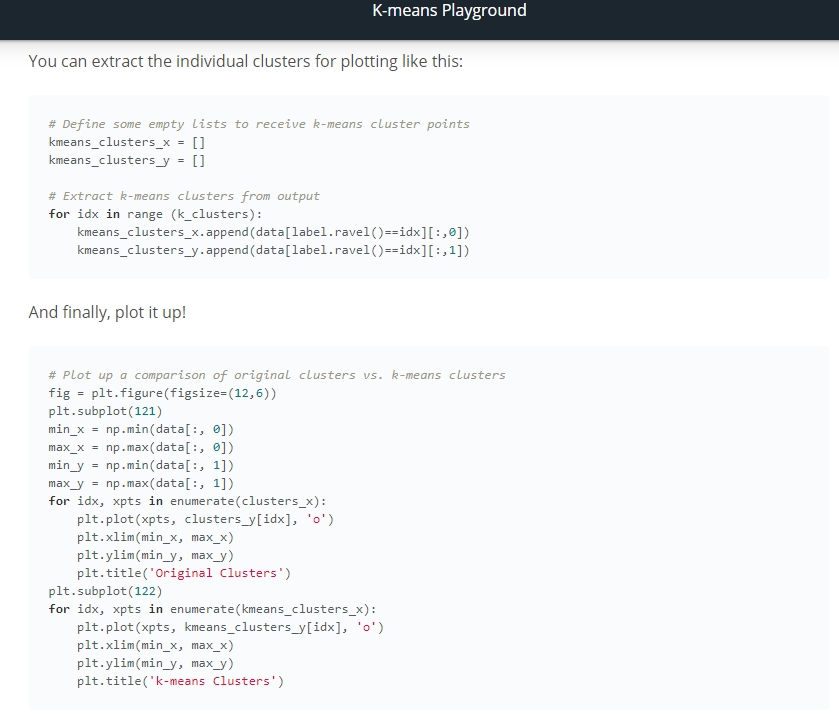 K-means Playground
You can extract the individual clusters for plotting like this:
# Define some empty lists to receive k-means cluster points
kmeans_clusters_x = []
kmeans_clusters_y = []
# Extract k-means clusters from output
for idx in range (k_clusters):
    kmeans_clusters_x.append(data[label.ravel()==idx][:,0])
    kmeans_clusters_y.append(data[label.ravel()==idx][:,1])
And finally, plot it up!
# Plot up a comparison of original clusters vs. k-means clusters
fig = plt.figure(figsize=(12,6))
plt.subplot(121)
min_x = np.min(data[:, 0])
max_x = np.max(data[:, 0])
min_y = np.min(data[:, 1])
max_y = np.max(data[:, 1])
for idx, xpts in enumerate(clusters_x):
    plt.plot(xpts, clusters_y[idx], 'o')
    plt.xlim(min_x, max_x)
    plt.ylim(min_y, max_y)
    plt.title('Original Clusters')
plt.subplot(122)
for idx, xpts in enumerate(kmeans_clusters_x):
    plt.plot(xpts, kmeans_clusters_y[idx], 'o')
    plt.xlim(min_x, max_x)
    plt.ylim(min_y, max_y)
    plt.title('k-means Clusters')